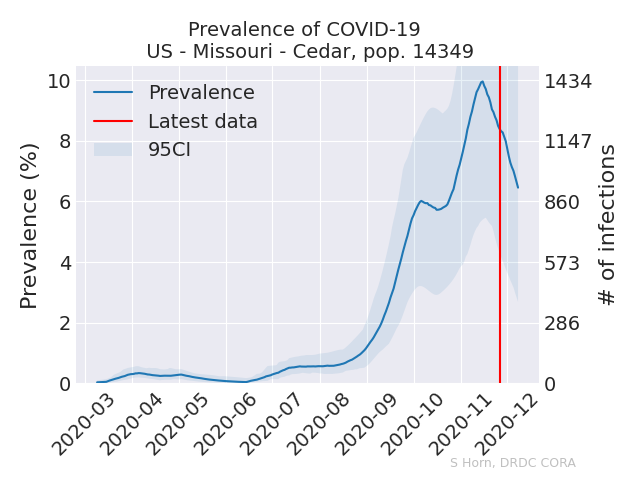 Prevalence of COVID-19
US - Missouri - Cedar, pop. 14349
Prevalence
Latest data
95CI
Prevalence (%)
10
8
6
4
2
0
1434
1147
860
573
286
0
# of infections
2020-03
2020-04
2020-05
2020-06
2020-07
2020-08
2020-09
2020-10
2020-11
2020-12
S Horn, DRDC CORA